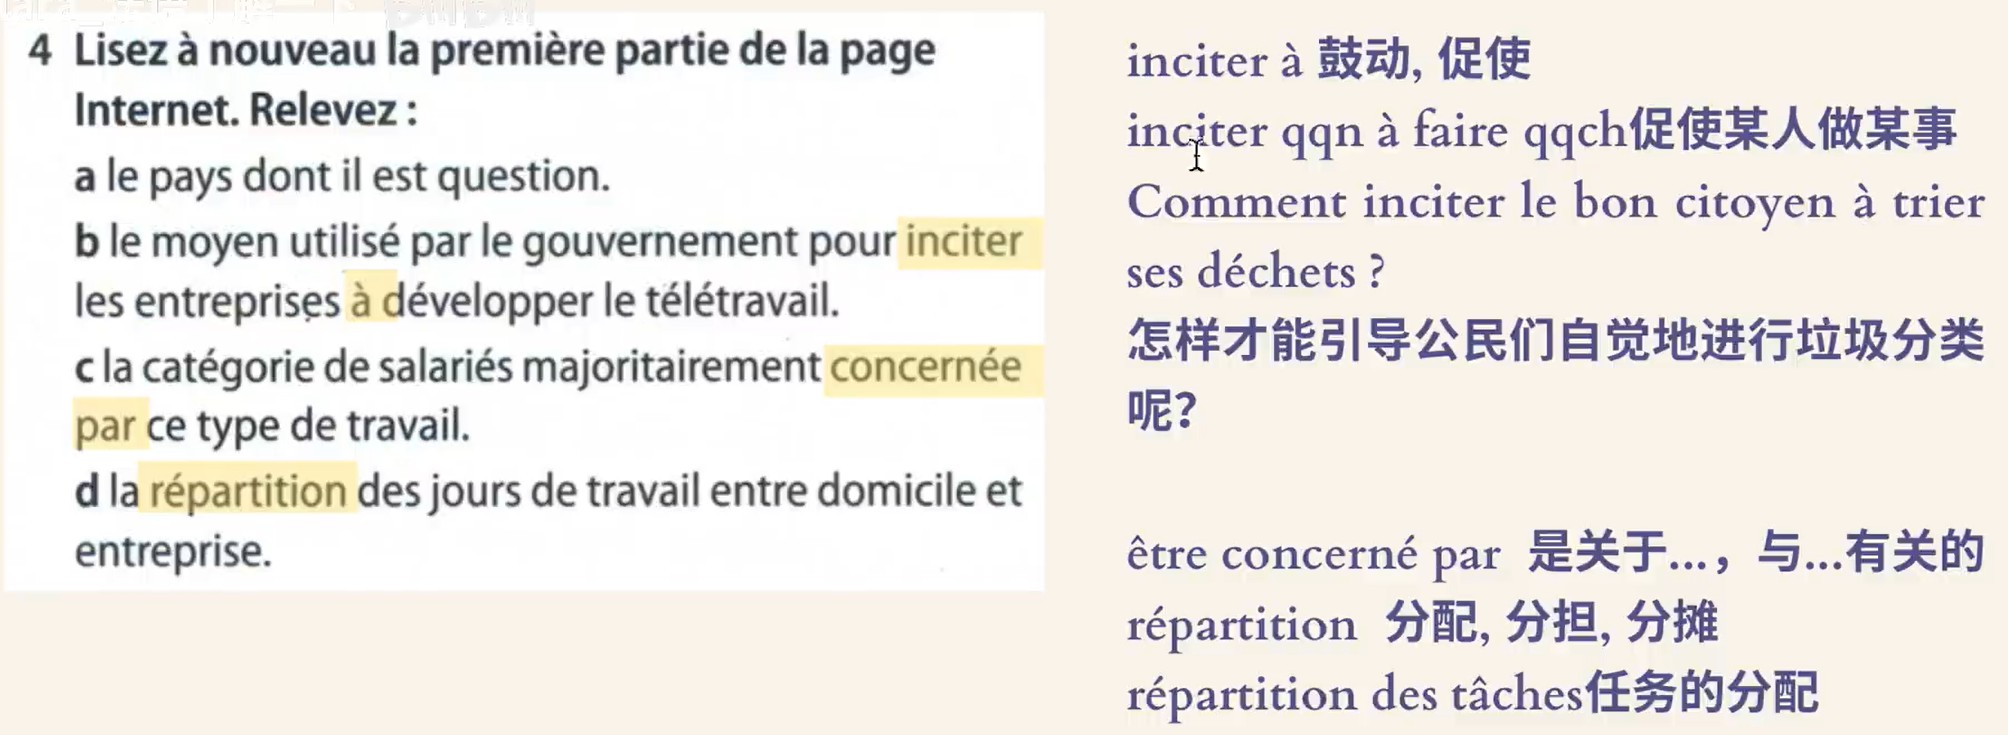 4 Lisez à nouveau la première partie de la page
Internet. Relevez :
a le pays dont il est question.
b le moyen utilisé par le gouvernement pour inciter
les entreprises à développer le télétravail.
c la catégorie de salariés majoritairement concernée
par ce type de travail.
d la répartition des jours de travail entre domicile et
entreprise.
inciter à 鼓动, 促使
inciter qqn à faire qqch促使某人做某事
Comment inciter le bon citoyen à trier
ses déchets ?
怎样才能引导公民们自觉地进行垃圾分类
呢?
être concerné par 是关于...，与...有关的
répartition 分配, 分担, 分摊
répartition des tâches任务的分配